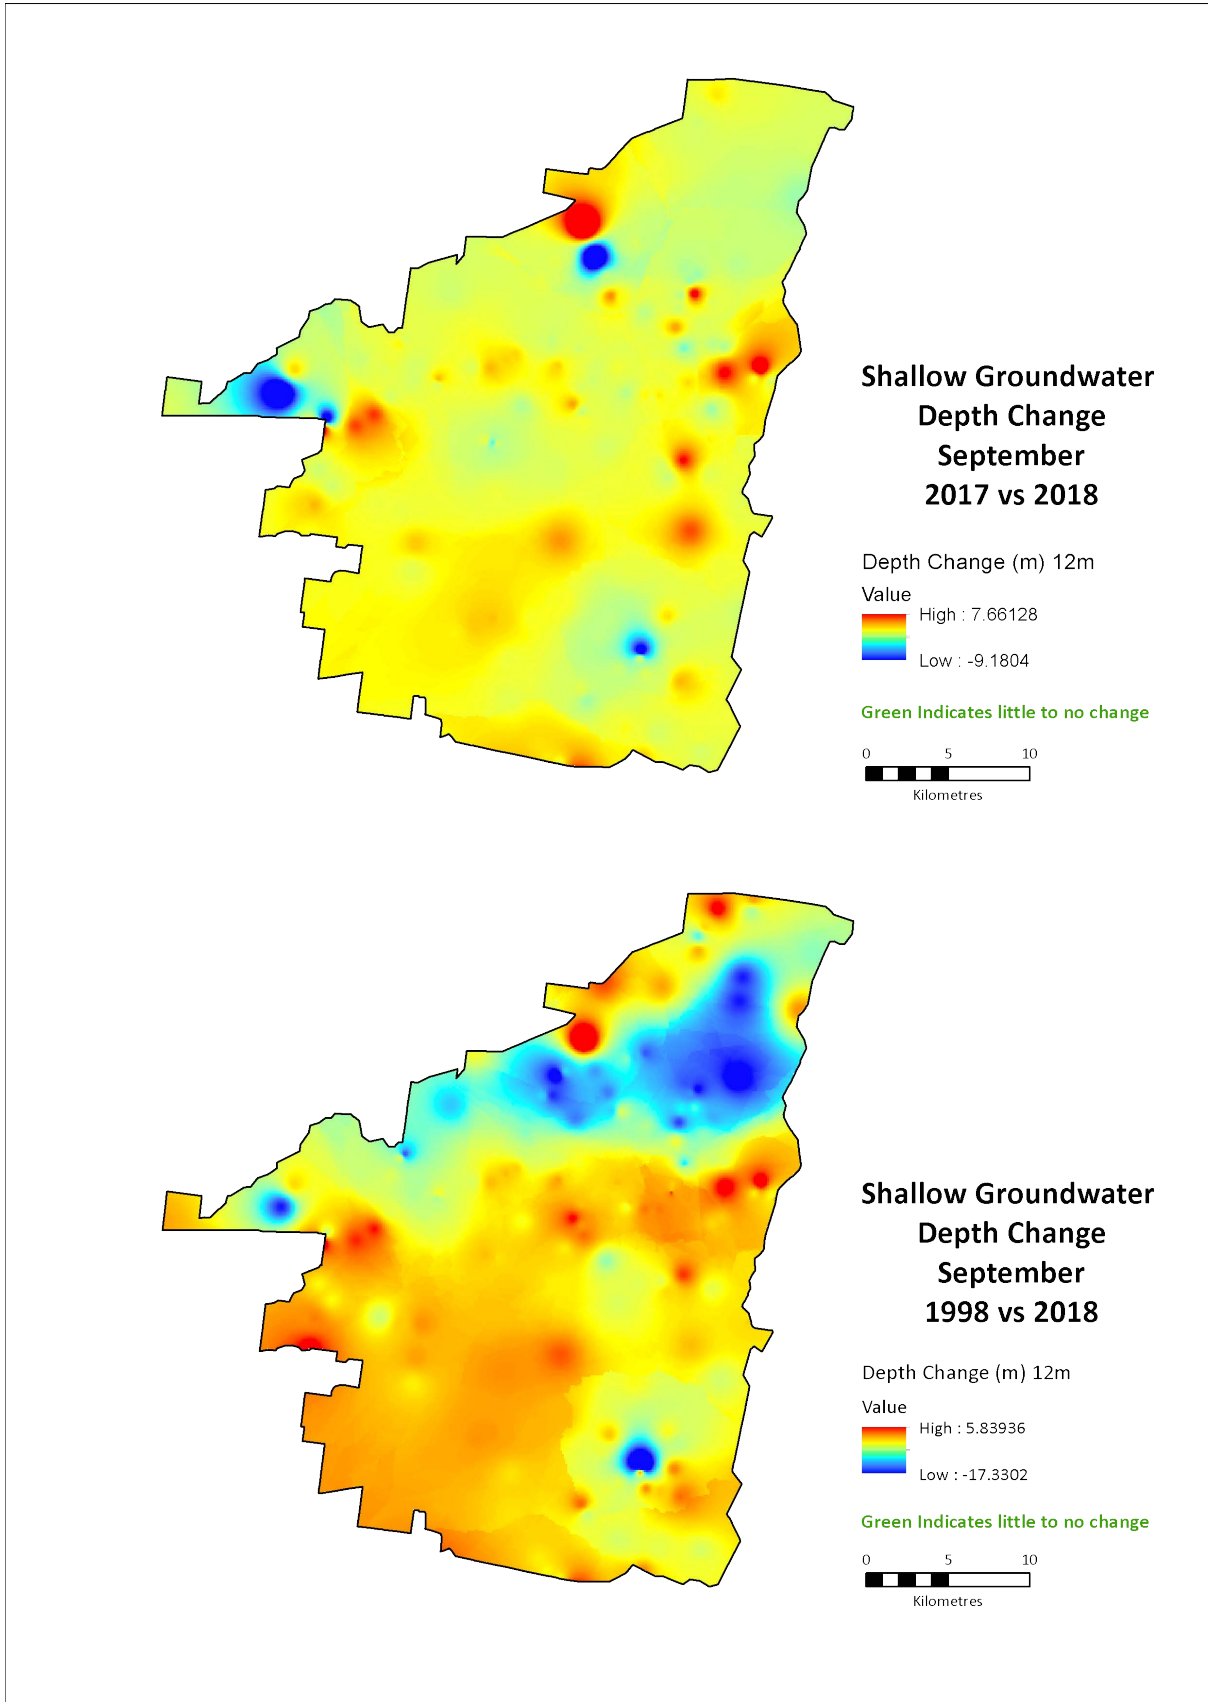 Shallow Groundwater
Depth Change
September
2017 vs 2018
Depth Change (m) 12m
Value
High : 7.66128
Low : -9.1804
Green Indicates little to no change
0 5 10
Kilometres
Shallow Groundwater
Depth Change
September
1998 vs 2018
Depth Change (m) 12m
Value
High : 5.83936
Low : -17.3302
Green Indicates little to no change
0 5 10
Kilometres